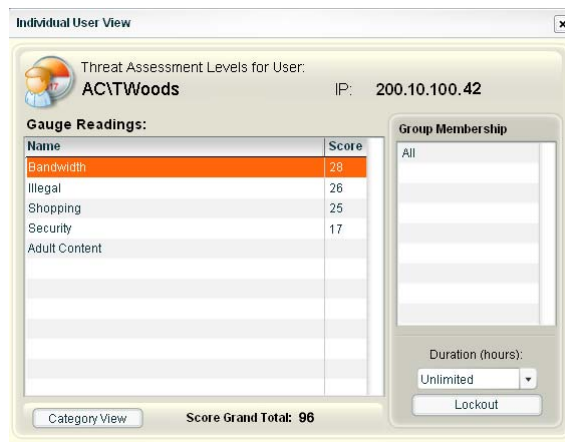 Individual User View
Threat Assessment Levels for User:
AC\TWoods IP: 200.10.100.42
Gauge Readings:
Name Score
Bandwidth 28
Illegal 26
Shopping 25
Security 17
Adult Content
Group Membership
All
Duration (hours):
Unlimited
Lockout
Category View Score Grand Total: 96